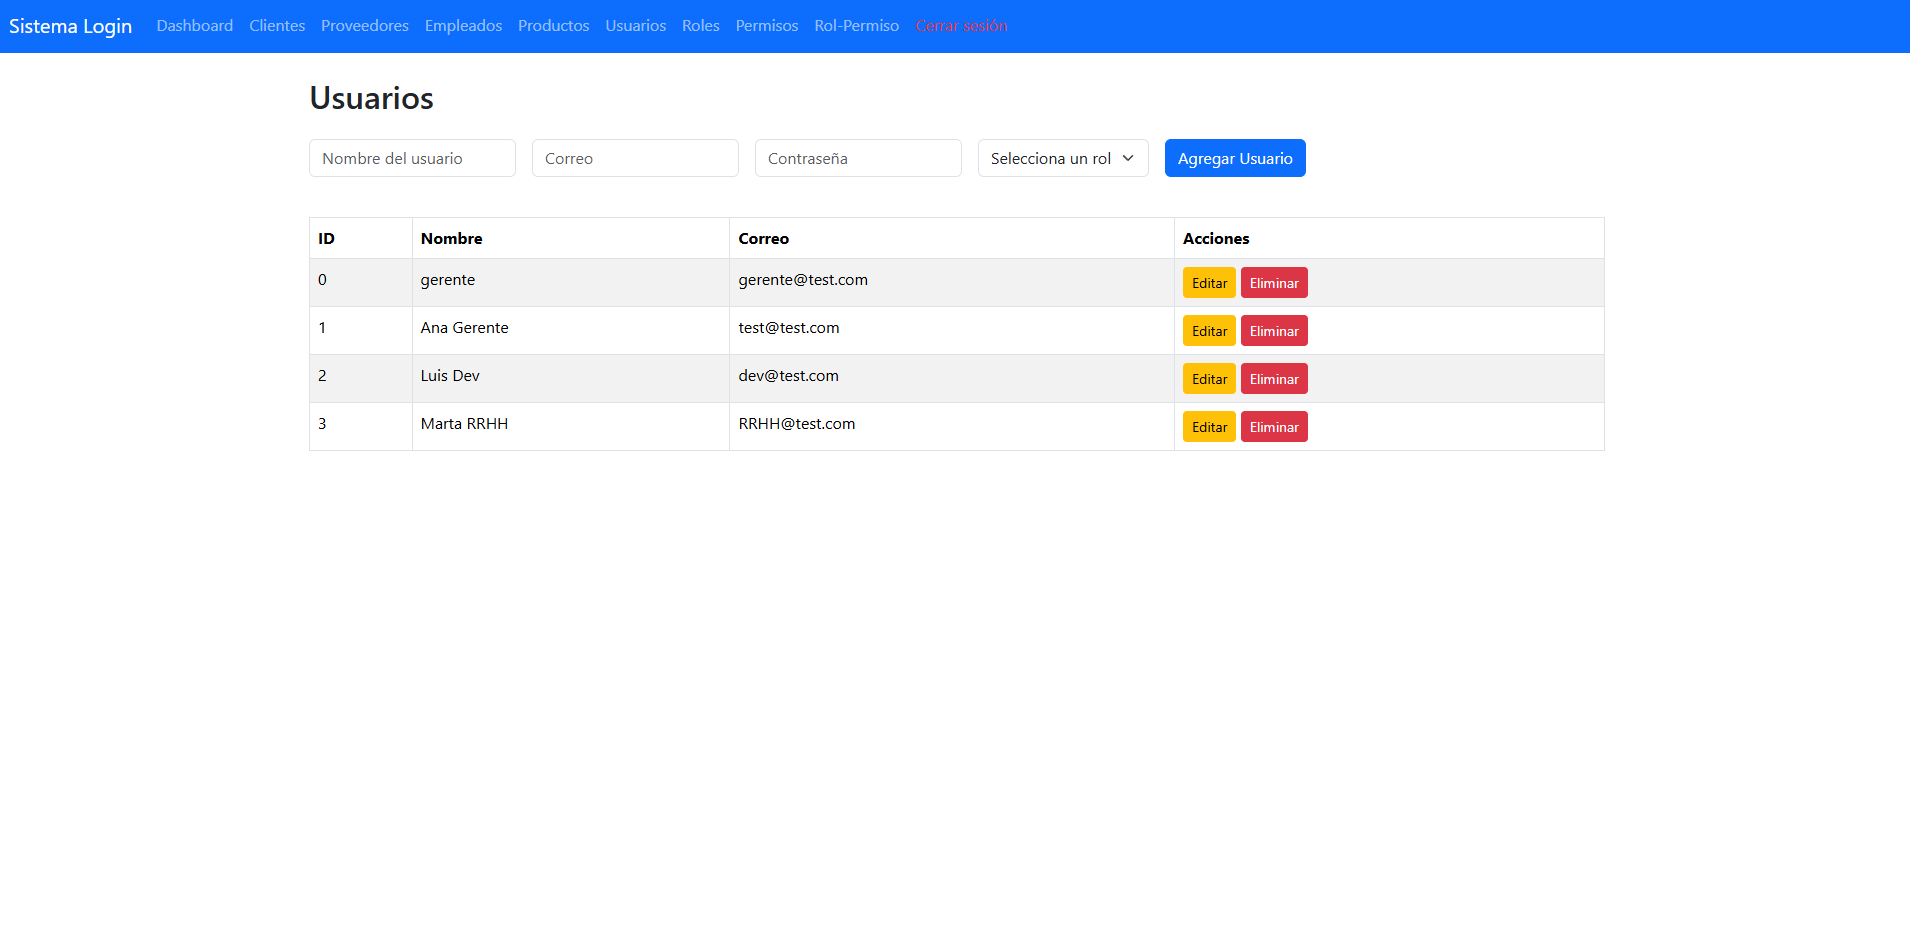 Sistema Login Dashboard Clientes Proveedores Empleados Productos Usuarios Roles Permisos Rol-Permiso Cerrar sesión
Usuarios
Nombre del usuario Correo Contraseña Selecciona un rol Agregar Usuario
ID Nombre Correo Acciones
0 gerente gerente@test.com Editar Eliminar
1 Ana Gerente test@test.com Editar Eliminar
2 Luis Dev dev@test.com Editar Eliminar
3 Marta RRHH RRHH@test.com Editar Eliminar